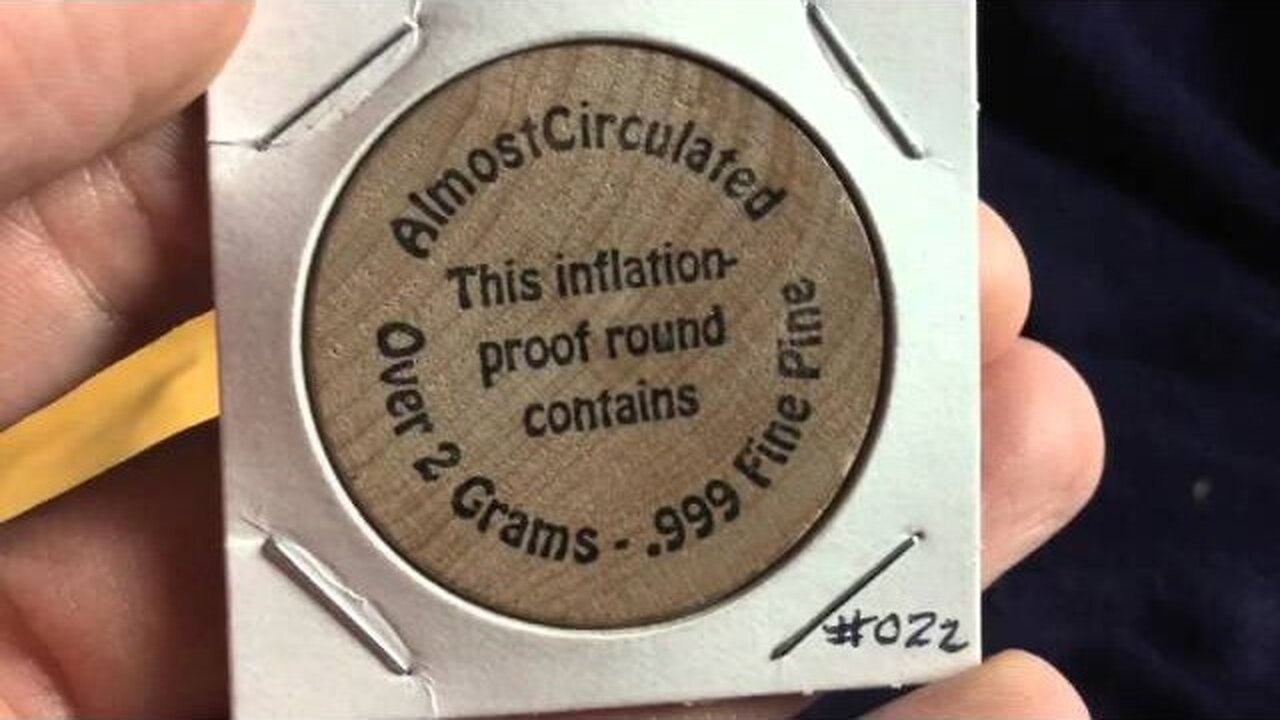 AlmostCirculated
This inflation-
proof round
contains
Over 2 Grams - .999 Fine Pine
#022